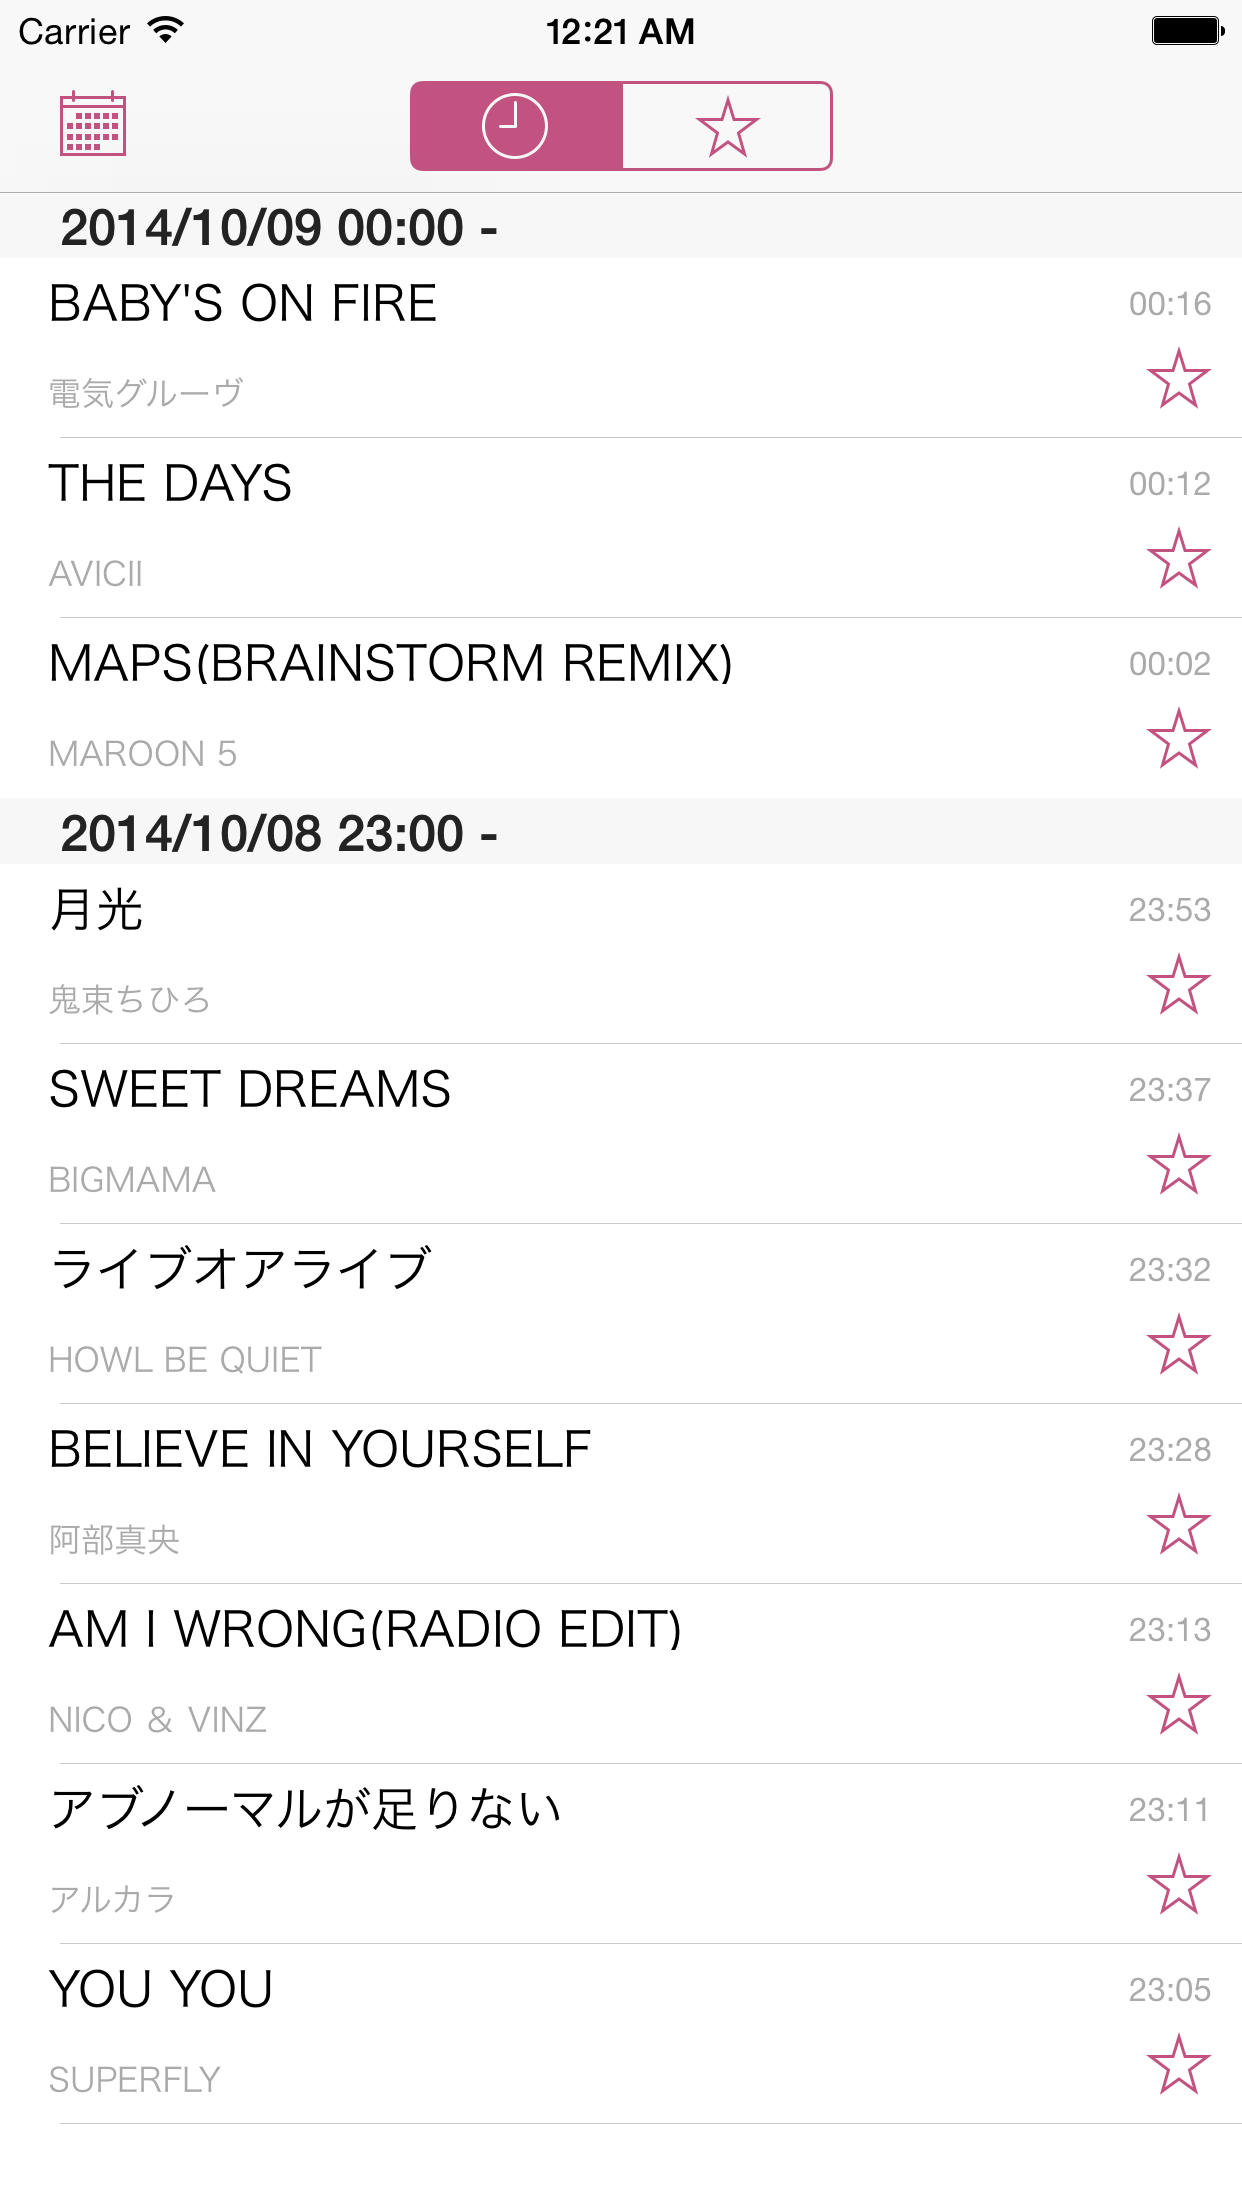 Carrier 12:21 AM
2014/10/09 00:00 -
BABY'S ON FIRE 00:16
電気グルーヴ
THE DAYS 00:12
AVICII
MAPS(BRAINSTORM REMIX) 00:02
MAROON 5
2014/10/08 23:00 -
月光 23:53
鬼束ちひろ
SWEET DREAMS 23:37
BIGMAMA
ライブオアライブ 23:32
HOWL BE QUIET
BELIEVE IN YOURSELF 23:28
阿部真央
AM I WRONG(RADIO EDIT) 23:13
NICO ＆ VINZ
アブノーマルが足りない 23:11
アルカラ
YOU YOU 23:05
SUPERFLY